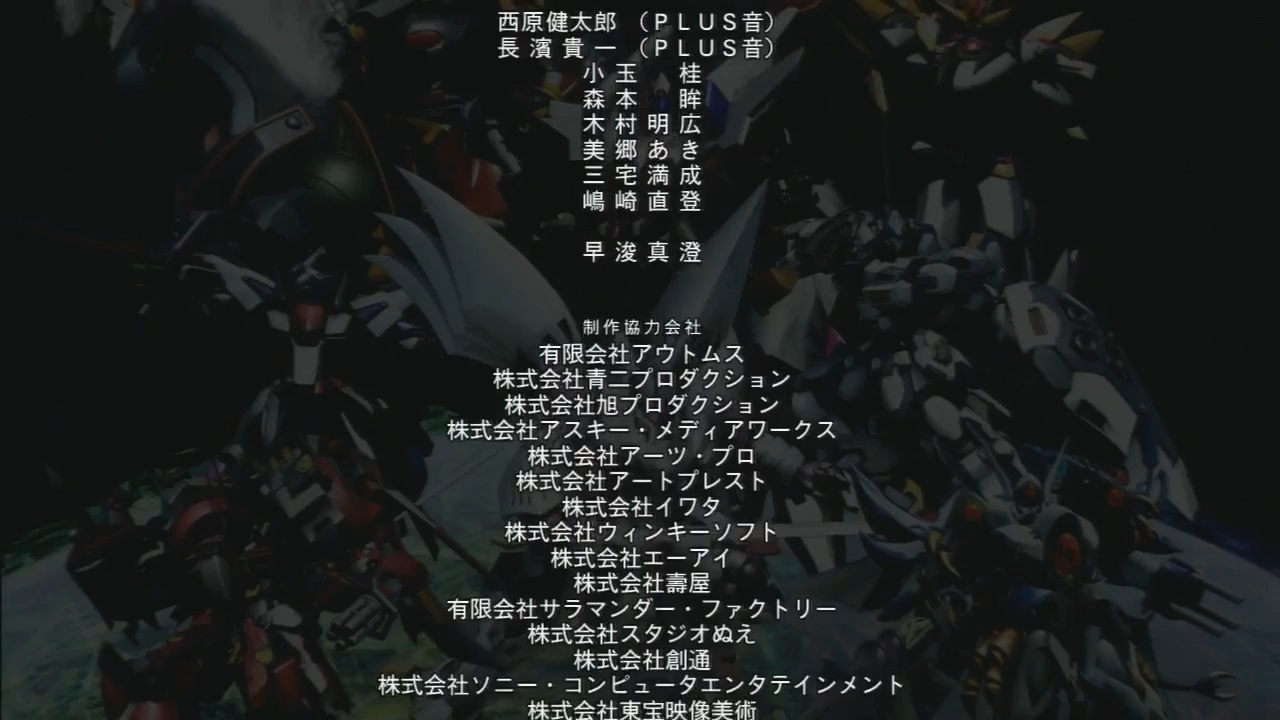 西原健太郎 （ＰＬＵＳ音）
長濱貴一 （ＰＬＵＳ音）
小玉　桂
森本　眸
木村明広
美郷あき
三宅満成
嶋崎直登
早浚真澄
制作協力会社
有限会社アウトムス
株式会社青二プロダクション
株式会社旭プロダクション
株式会社アスキー・メディアワークス
株式会社アーツ・プロ
株式会社アートプレスト
株式会社イワタ
株式会社ウィンキーソフト
株式会社エーアイ
株式会社壽屋
有限会社サラマンダー・ファクトリー
株式会社スタジオぬえ
株式会社創通
株式会社ソニー・コンピュータエンタテインメント
株式会社東宝映像美術